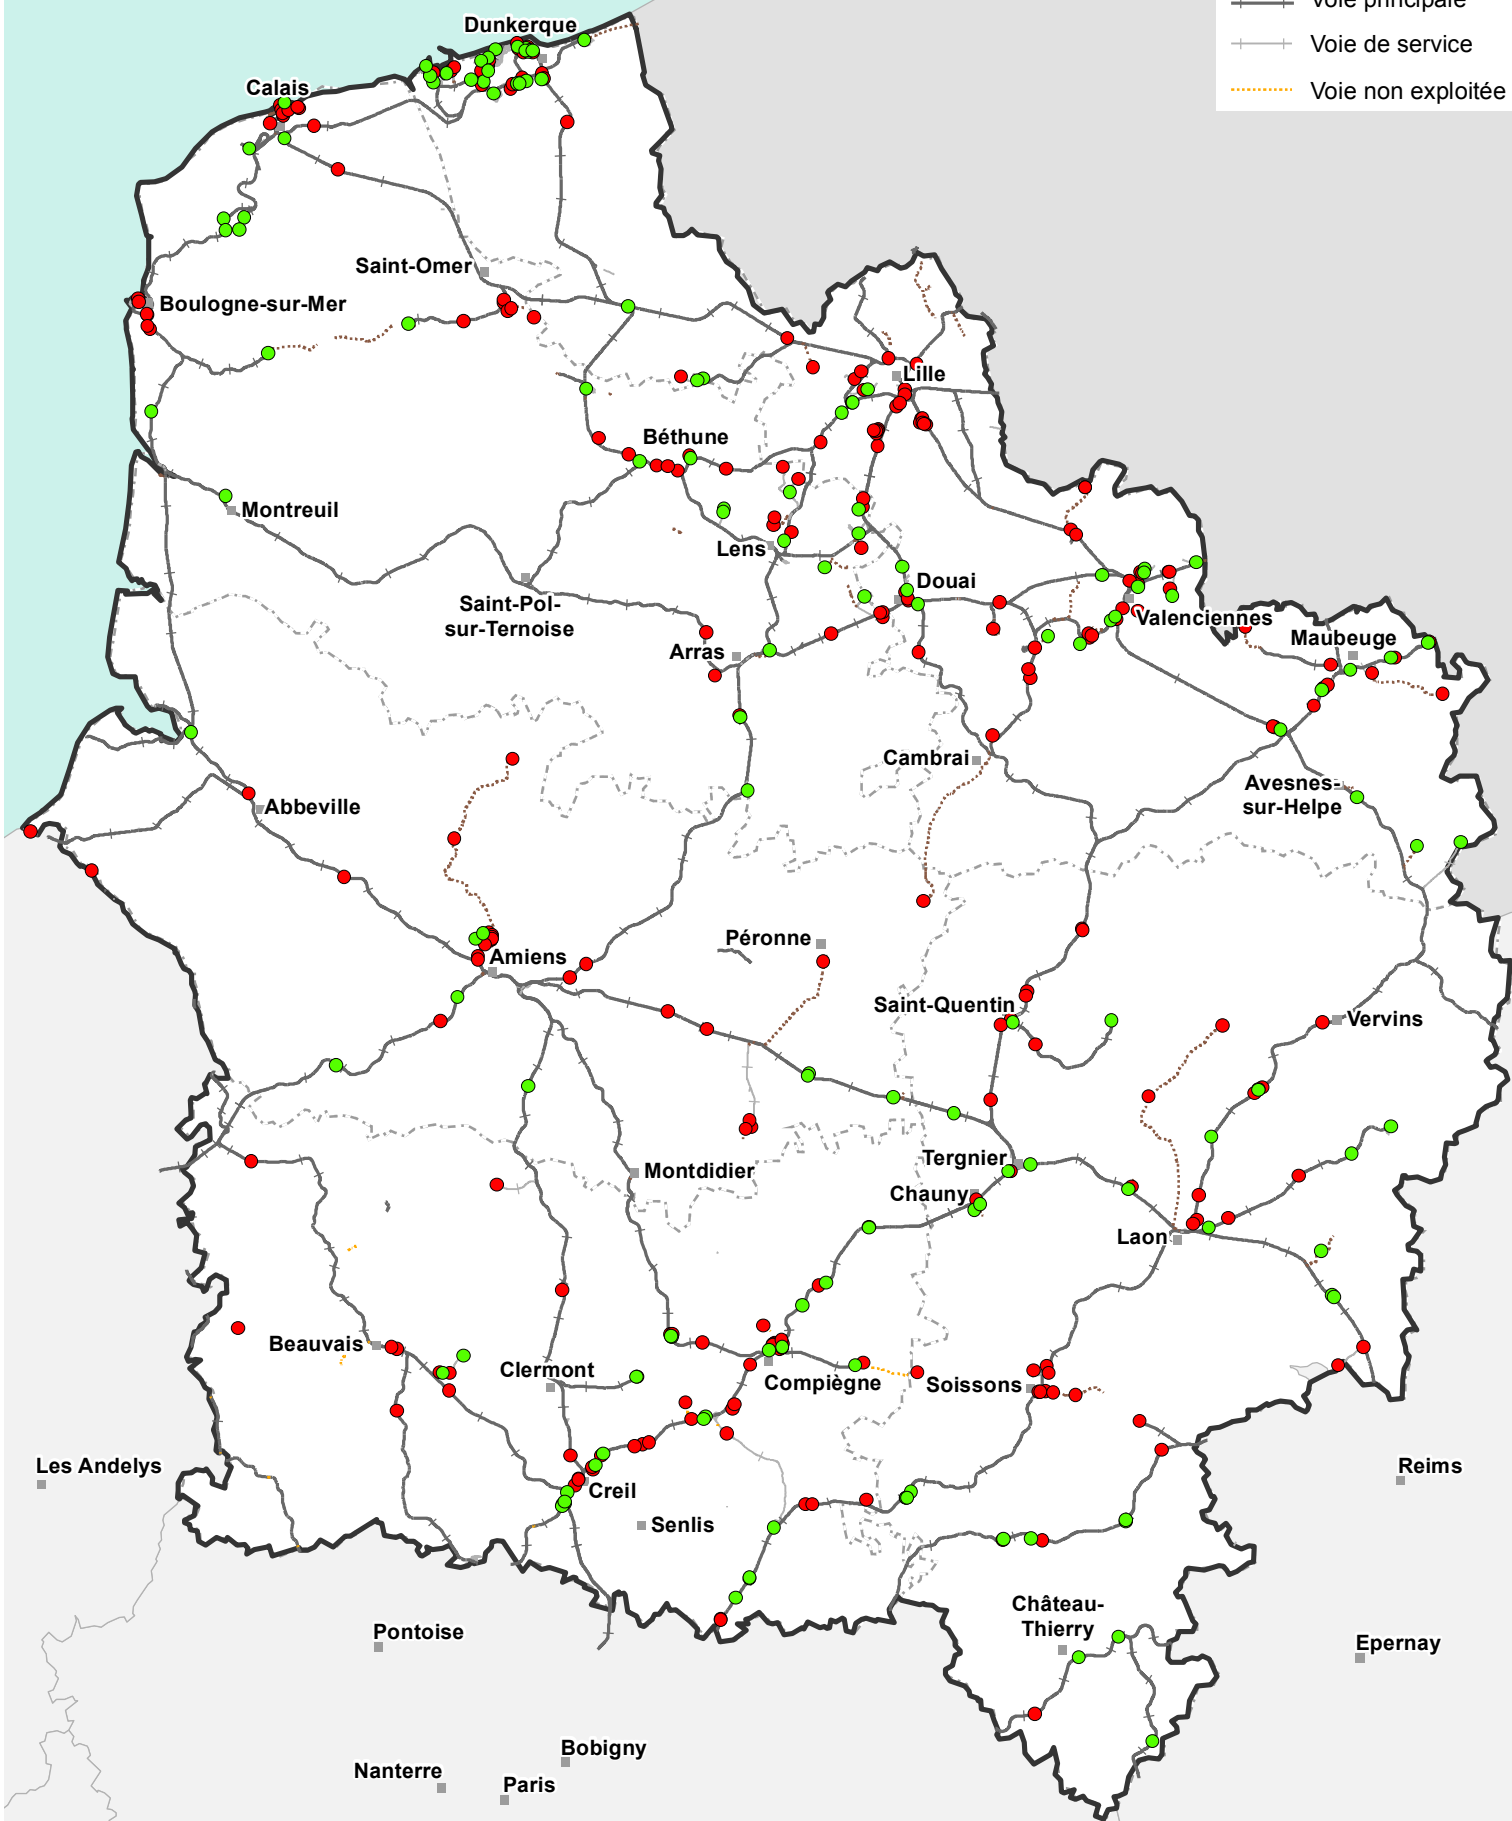 Voie principale
Voie de service
Voie non exploitée
Dunkerque
Calais
Saint-Omer
Boulogne-sur-Mer
Lille
Béthune
Montreuil
Lens
Douai
Saint-Pol-
sur-Ternoise
Valenciennes
Maubeuge
Arras
Cambrai
Avesnes-
sur-Helpe
Abbeville
Péronne
Amiens
Saint-Quentin
Vervins
Tergnier
Montdidier
Chauny
Laon
Beauvais
Clermont
Compiègne
Soissons
Les Andelys
Reims
Creil
Senlis
Château-
Thierry
Pontoise
Epernay
Bobigny
Nanterre
Paris